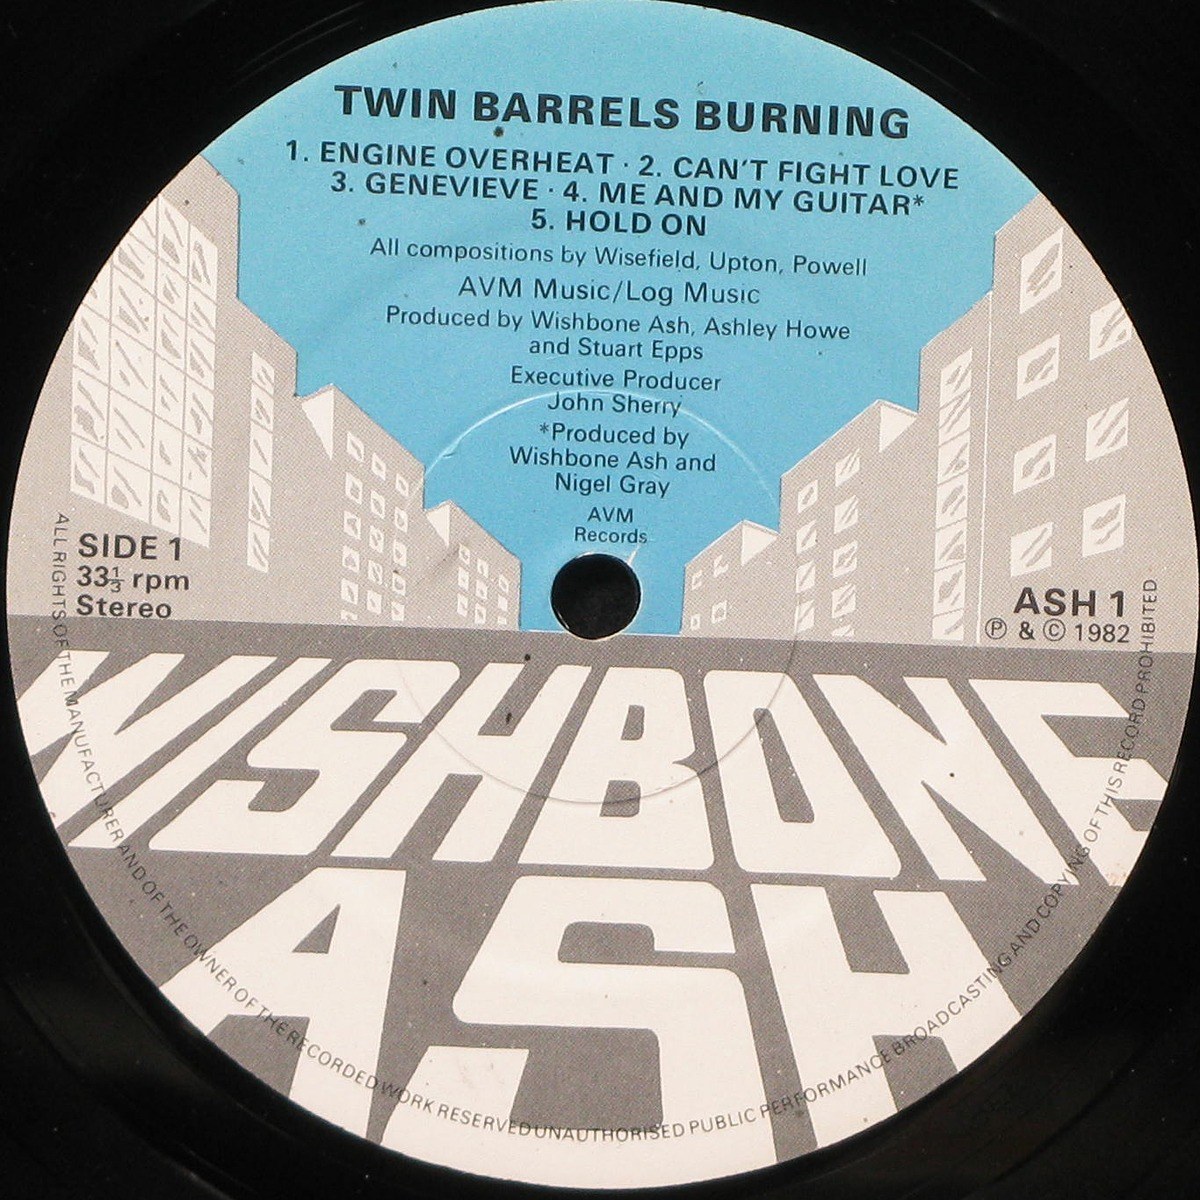 TWIN BARRELS BURNING
1. ENGINE OVERHEAT · 2. CAN'T FIGHT LOVE
3. GENEVIEVE · 4. ME AND MY GUITAR*
5. HOLD ON
All compositions by Wisefield, Upton, Powell
AVM Music/Log Music
Produced by Wishbone Ash, Ashley Howe
and Stuart Epps
Executive Producer
John Sherry
*Produced by
Wishbone Ash and
Nigel Gray
AVM
Records
SIDE 1
33⅓ rpm
Stereo
ASH 1
℗ & © 1982
WISHBONE
ASH
ALL RIGHTS OF THE MANUFACTURER AND OF THE OWNER OF THE RECORDED WORK RESERVED UNAUTHORISED PUBLIC PERFORMANCE BROADCASTING AND COPYING OF THIS RECORD PROHIBITED